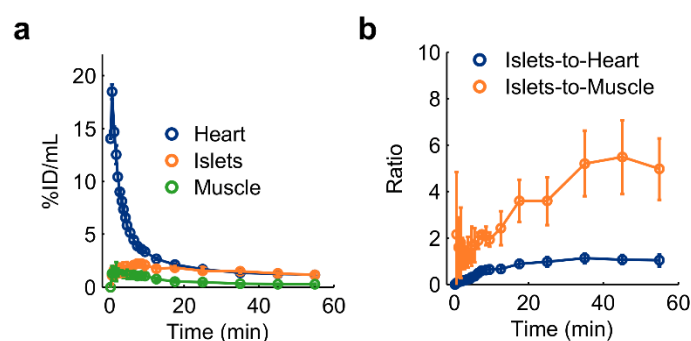 a
%ID/mL
20
15
10
5
0
Heart
Islets
Muscle
0
20
40
60
Time (min)
b
Ratio
10
8
6
4
2
0
Islets-to-Heart
Islets-to-Muscle
0
20
40
60
Time (min)